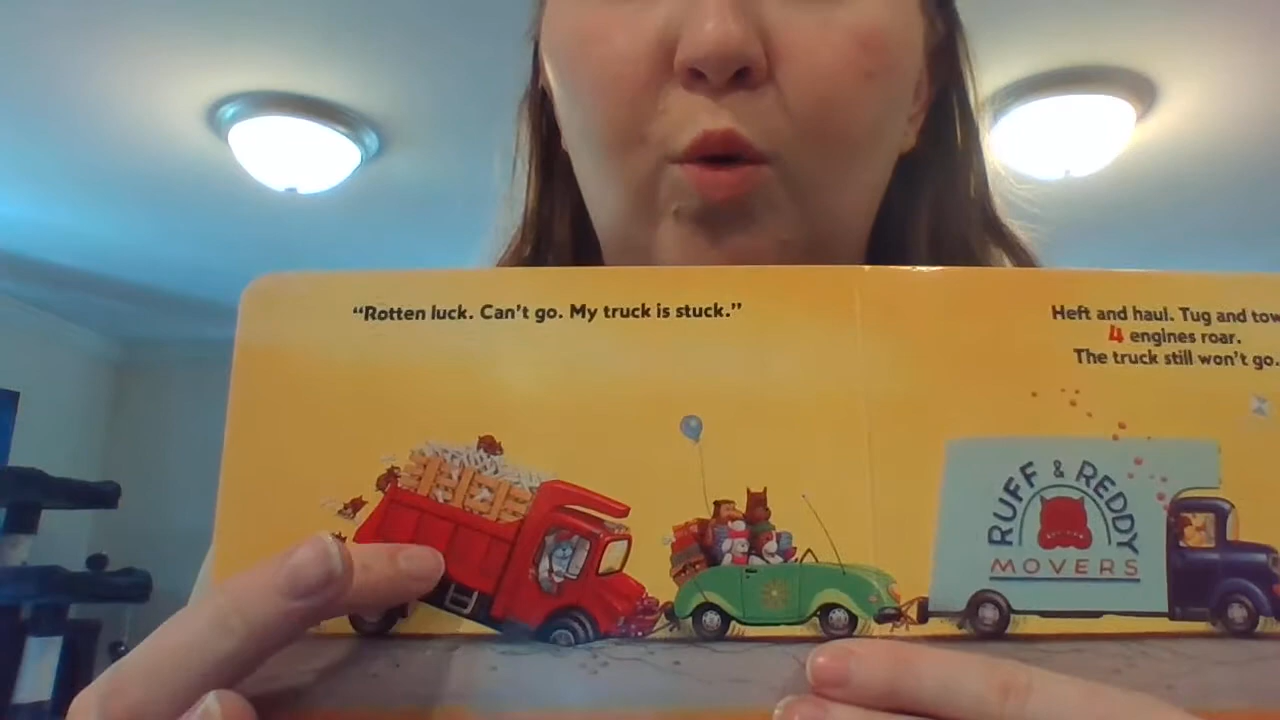 "Rotten luck. Can't go. My truck is stuck."
Heft and haul. Tug and tow
4 engines roar.
The truck still won't go.
RUFF & REDDY
MOVERS